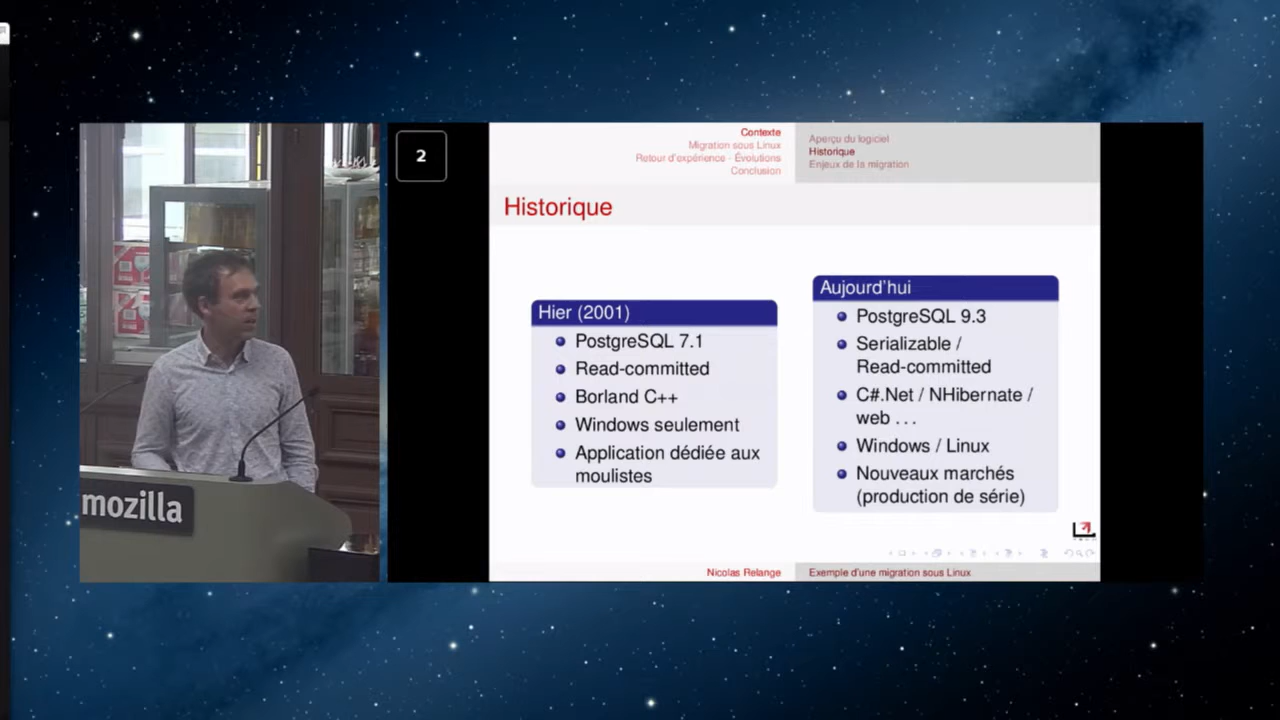 mozilla
2
Contexte
Migration sous Linux
Retour d'expérience - Évolutions
Conclusion
Aperçu du logiciel
Historique
Enjeux de la migration
Historique
Hier (2001)
PostgreSQL 7.1
Read-committed
Borland C++
Windows seulement
Application dédiée aux
moulistes
Aujourd'hui
PostgreSQL 9.3
Serializable /
Read-committed
C#.Net / NHibernate /
web . . .
Windows / Linux
Nouveaux marchés
(production de série)
Nicolas Relange
Exemple d'une migration sous Linux